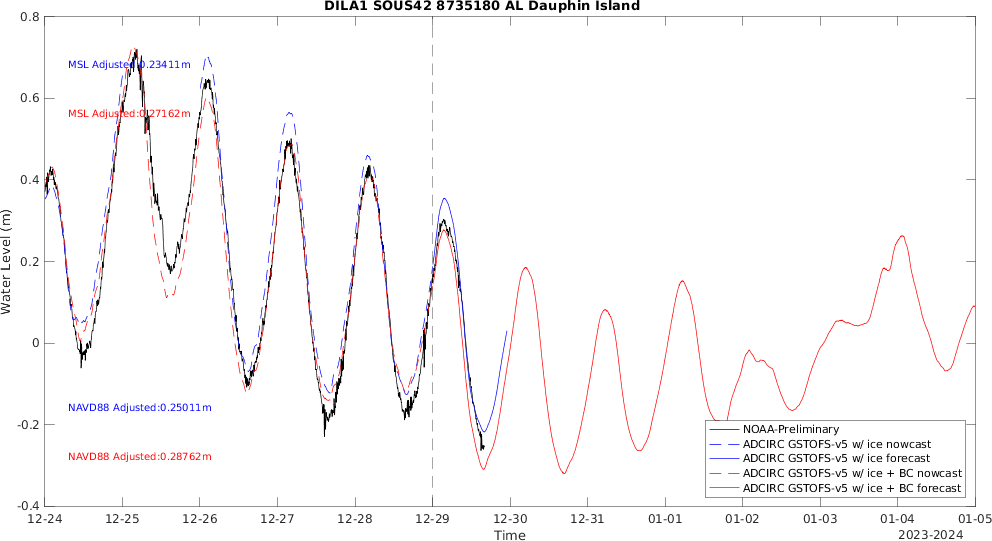 DILA1 SOUS42 8735180 AL Dauphin Island
0.8
0.6
0.4
0.2
0
-0.2
-0.4
Water Level (m)
MSL Adjusted:0.23411m
MSL Adjusted:0.27162m
NAVD88 Adjusted:0.25011m
NAVD88 Adjusted:0.28762m
NOAA-Preliminary
ADCIRC GSTOFS-v5 w/ ice nowcast
ADCIRC GSTOFS-v5 w/ ice forecast
ADCIRC GSTOFS-v5 w/ ice + BC nowcast
ADCIRC GSTOFS-v5 w/ ice + BC forecast
12-24 12-25 12-26 12-27 12-28 12-29 12-30 12-31 01-01 01-02 01-03 01-04 01-05
Time
2023-2024